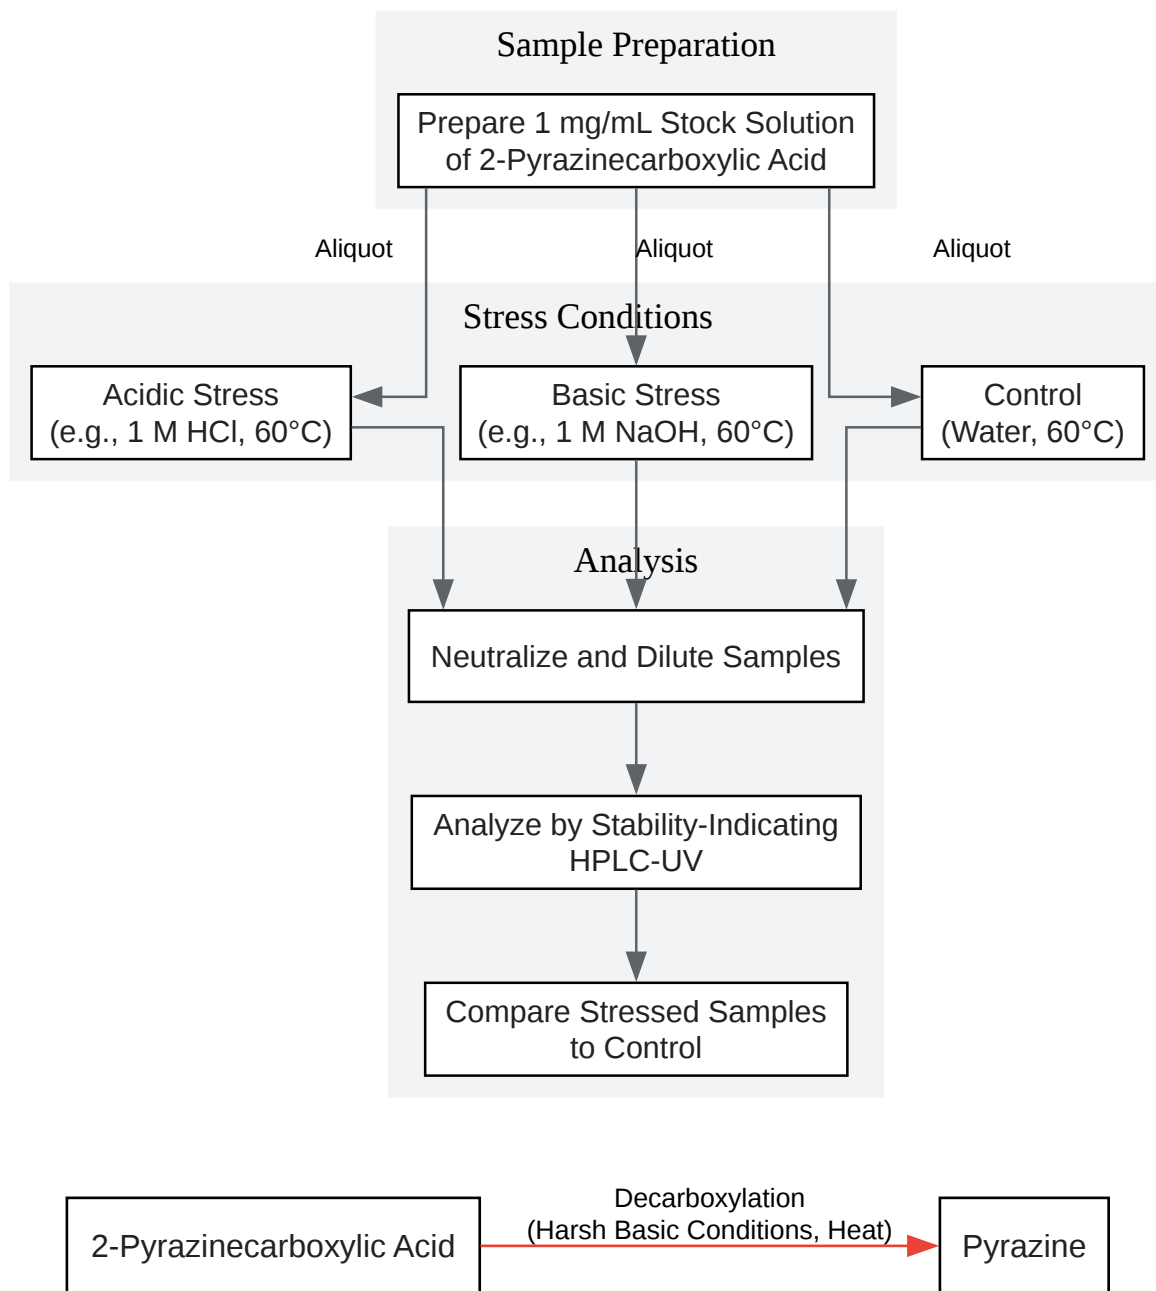 Sample Preparation
Prepare 1 mg/mL Stock Solution
of 2-Pyrazinecarboxylic Acid
Aliquot
Aliquot
Aliquot
Stress Conditions
Acidic Stress
(e.g., 1 M HCl, 60°C)
Basic Stress
(e.g., 1 M NaOH, 60°C)
Control
(Water, 60°C)
Analysis
Neutralize and Dilute Samples
Analyze by Stability-Indicating
HPLC-UV
Compare Stressed Samples
to Control
2-Pyrazinecarboxylic Acid
Decarboxylation
(Harsh Basic Conditions, Heat)
Pyrazine